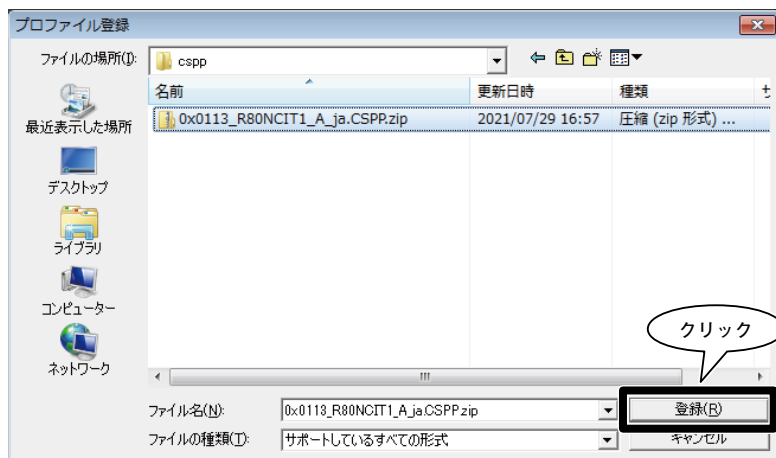 プロファイル登録
ファイルの場所(I):
cspp
名前
更新日時
種類
サ
0x0113_R80NCIT1_A_ja.CSPP.zip
2021/07/29 16:57
圧縮 (zip 形式) ...
最近表示した場所
デスクトップ
ライブラリ
コンピューター
ネットワーク
クリック
ファイル名(N):
0x0113_R80NCIT1_A_ja.CSPP.zip
登録(R)
ファイルの種類(T):
サポートしているすべての形式
キャンセル